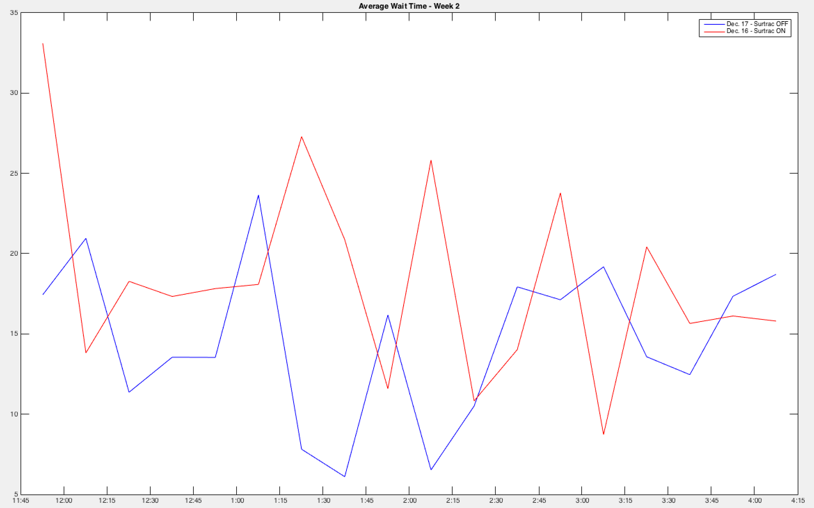 Average Wait Time - Week 2
Dec. 17 - Surtrac OFF
Dec. 16 - Surtrac ON
35
30
25
20
15
10
5
11:45 12:00 12:15 12:30 12:45 1:00 1:15 1:30 1:45 2:00 2:15 2:30 2:45 3:00 3:15 3:30 3:45 4:00 4:15